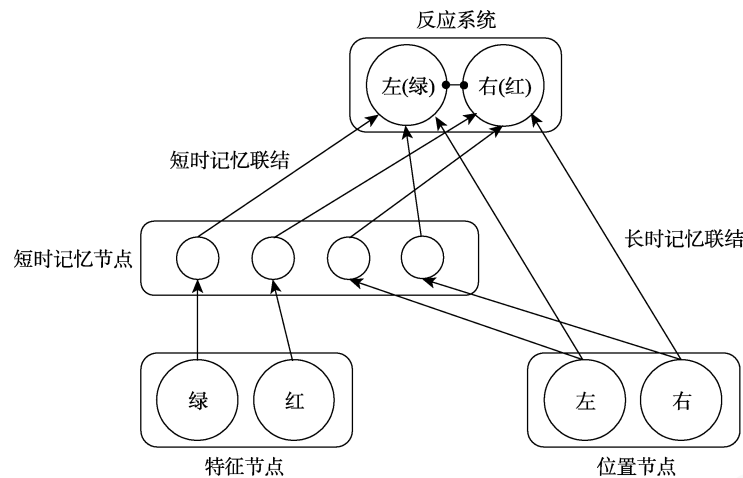 反应系统
左(绿)
右(红)
短时记忆联结
长时记忆联结
短时记忆节点
绿
红
左
右
特征节点
位置节点